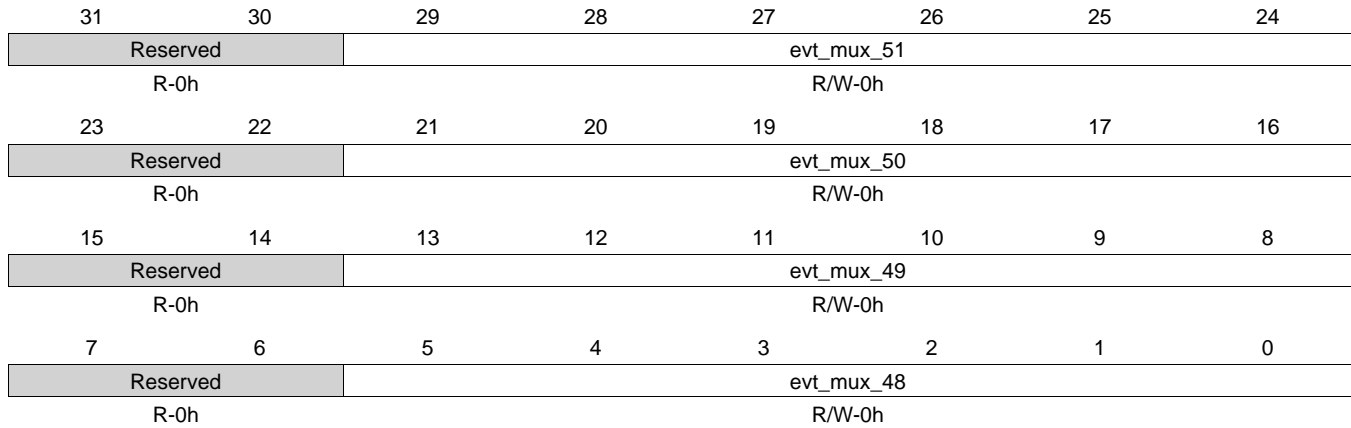 31 30 29 28 27 26 25 24
Reserved evt_mux_51
R-0h R/W-0h
23 22 21 20 19 18 17 16
Reserved evt_mux_50
R-0h R/W-0h
15 14 13 12 11 10 9 8
Reserved evt_mux_49
R-0h R/W-0h
7 6 5 4 3 2 1 0
Reserved evt_mux_48
R-0h R/W-0h